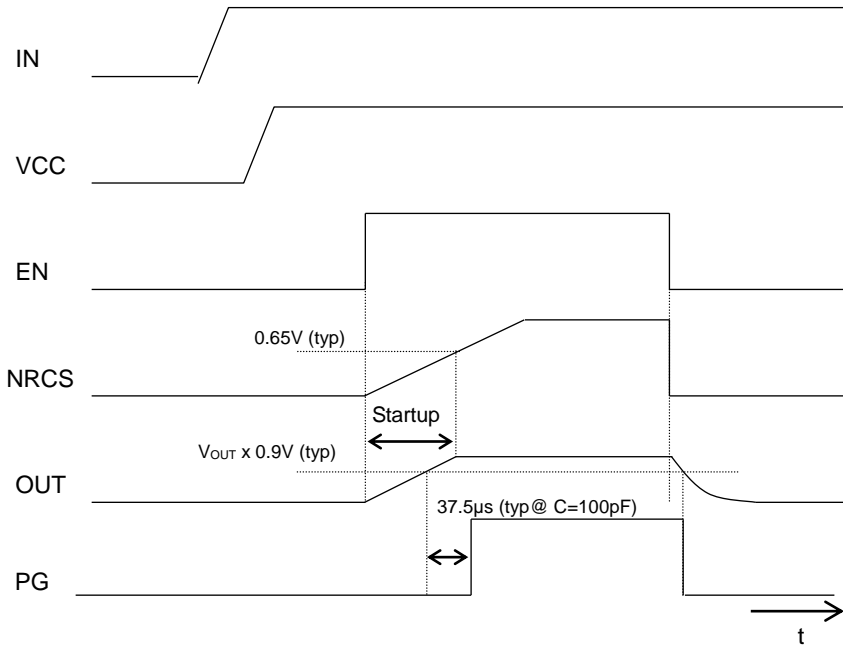 IN
VCC
EN
0.65V (typ)
NRCS
Startup
VOUT x 0.9V (typ)
OUT
37.5µs (typ@ C=100pF)
PG
t